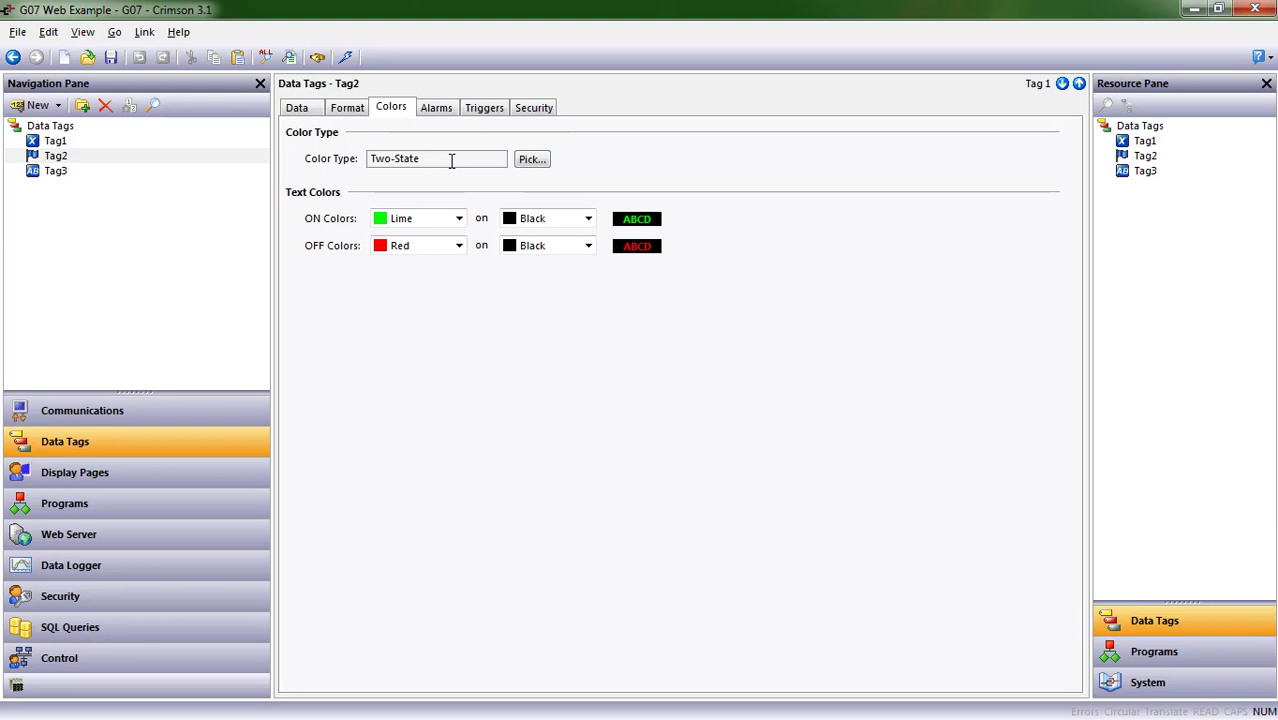 G07 Web Example - G07 - Crimson 3.1
File Edit View Go Link Help
ALL
Navigation Pane
Data Tags - Tag2
Tag 1
Resource Pane
New
Data Format Colors Alarms Triggers Security
Data Tags
Tag1
Tag2
Tag3
Color Type
Color Type: Two-State Pick...
Text Colors
ON Colors: Lime on Black ABCD
OFF Colors: Red on Black ABCD
Data Tags
Tag1
Tag2
Tag3
Communications
Data Tags
Display Pages
Programs
Web Server
Data Logger
Security
SQL Queries
Control
Data Tags
Programs
System
Errors Circular Translate READ CAPS NUM